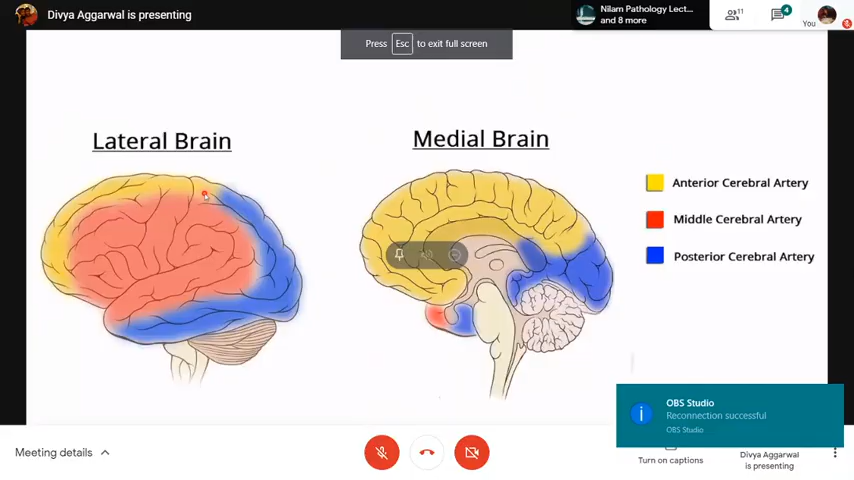 Divya Aggarwal is presenting
Nilam Pathology Lect...
and 8 more
11
4
You
Press Esc to exit full screen
Lateral Brain
Medial Brain
Anterior Cerebral Artery
Middle Cerebral Artery
Posterior Cerebral Artery
OBS Studio
Reconnection successful
OBS Studio
Meeting details
Turn on captions
Divya Aggarwal
is presenting